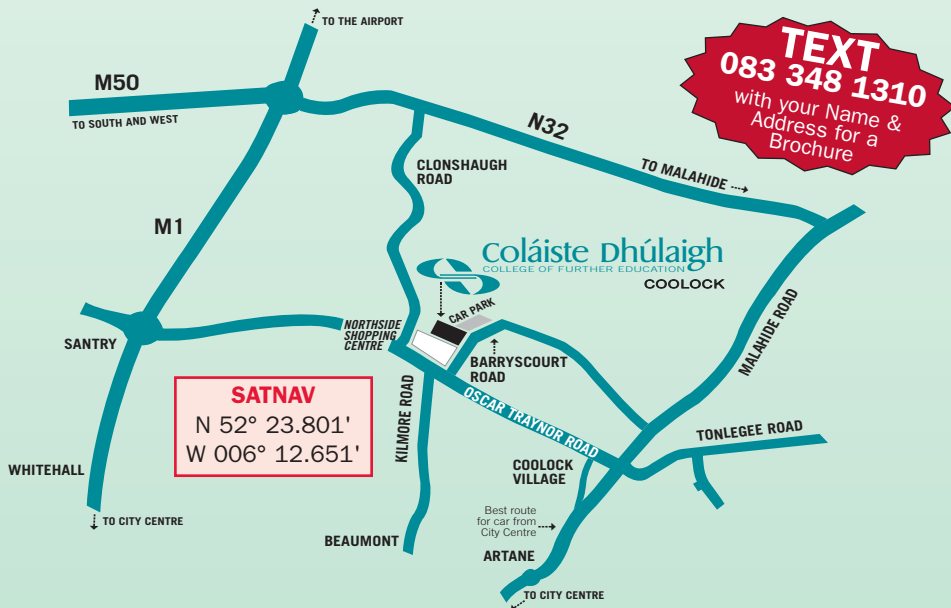 TO THE AIRPORT
M50
TO SOUTH AND WEST
TEXT
083 348 1310
with your Name &
Address for a
Brochure
N32
CLONSHAUGH
ROAD
TO MALAHIDE
M1
Coláiste Dhúlaigh
COLLEGE OF FURTHER EDUCATION
COOLOCK
CAR PARK
MALAHIDE ROAD
SANTRY
NORTHSIDE
SHOPPING
CENTRE
BARRYSCOURT
ROAD
SATNAV
N 52° 23.801'
W 006° 12.651'
KILMORE ROAD
OSCAR TRAYNOR ROAD
TONLEGEE ROAD
WHITEHALL
COOLOCK
VILLAGE
TO CITY CENTRE
Best route
for car from
City Centre
BEAUMONT
ARTANE
TO CITY CENTRE